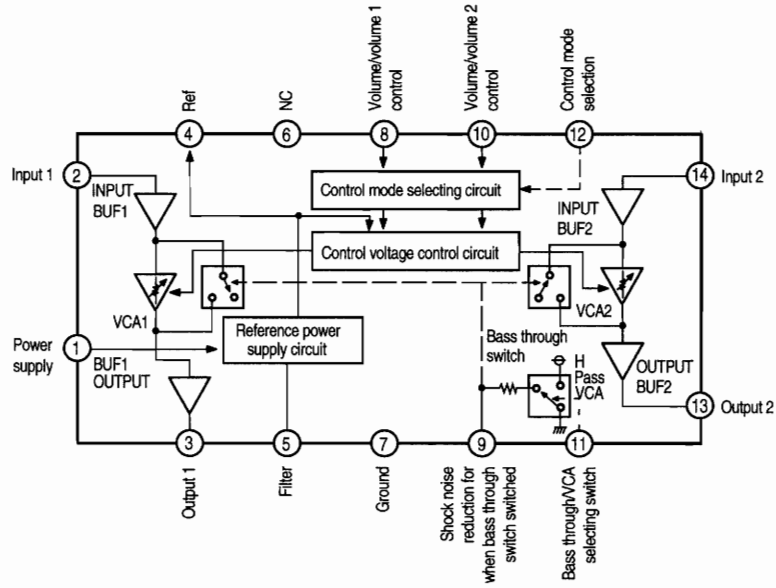 Ref
NC
Volume/volume 1
control
Volume/volume 2
control
Control mode
selection
4
6
8
10
12
Input 1
2
INPUT
BUF1
Control mode selecting circuit
Control voltage control circuit
INPUT
BUF2
14
Input 2
VCA1
VCA2
Power
supply
1
BUF1
OUTPUT
Reference power
supply circuit
Bass through
switch
H
Pass
VCA
OUTPUT
BUF2
13
Output 2
3
5
7
9
11
Output 1
Filter
Ground
Shock noise
reduction for
when bass through
switch switched
Bass through/VCA
selecting switch